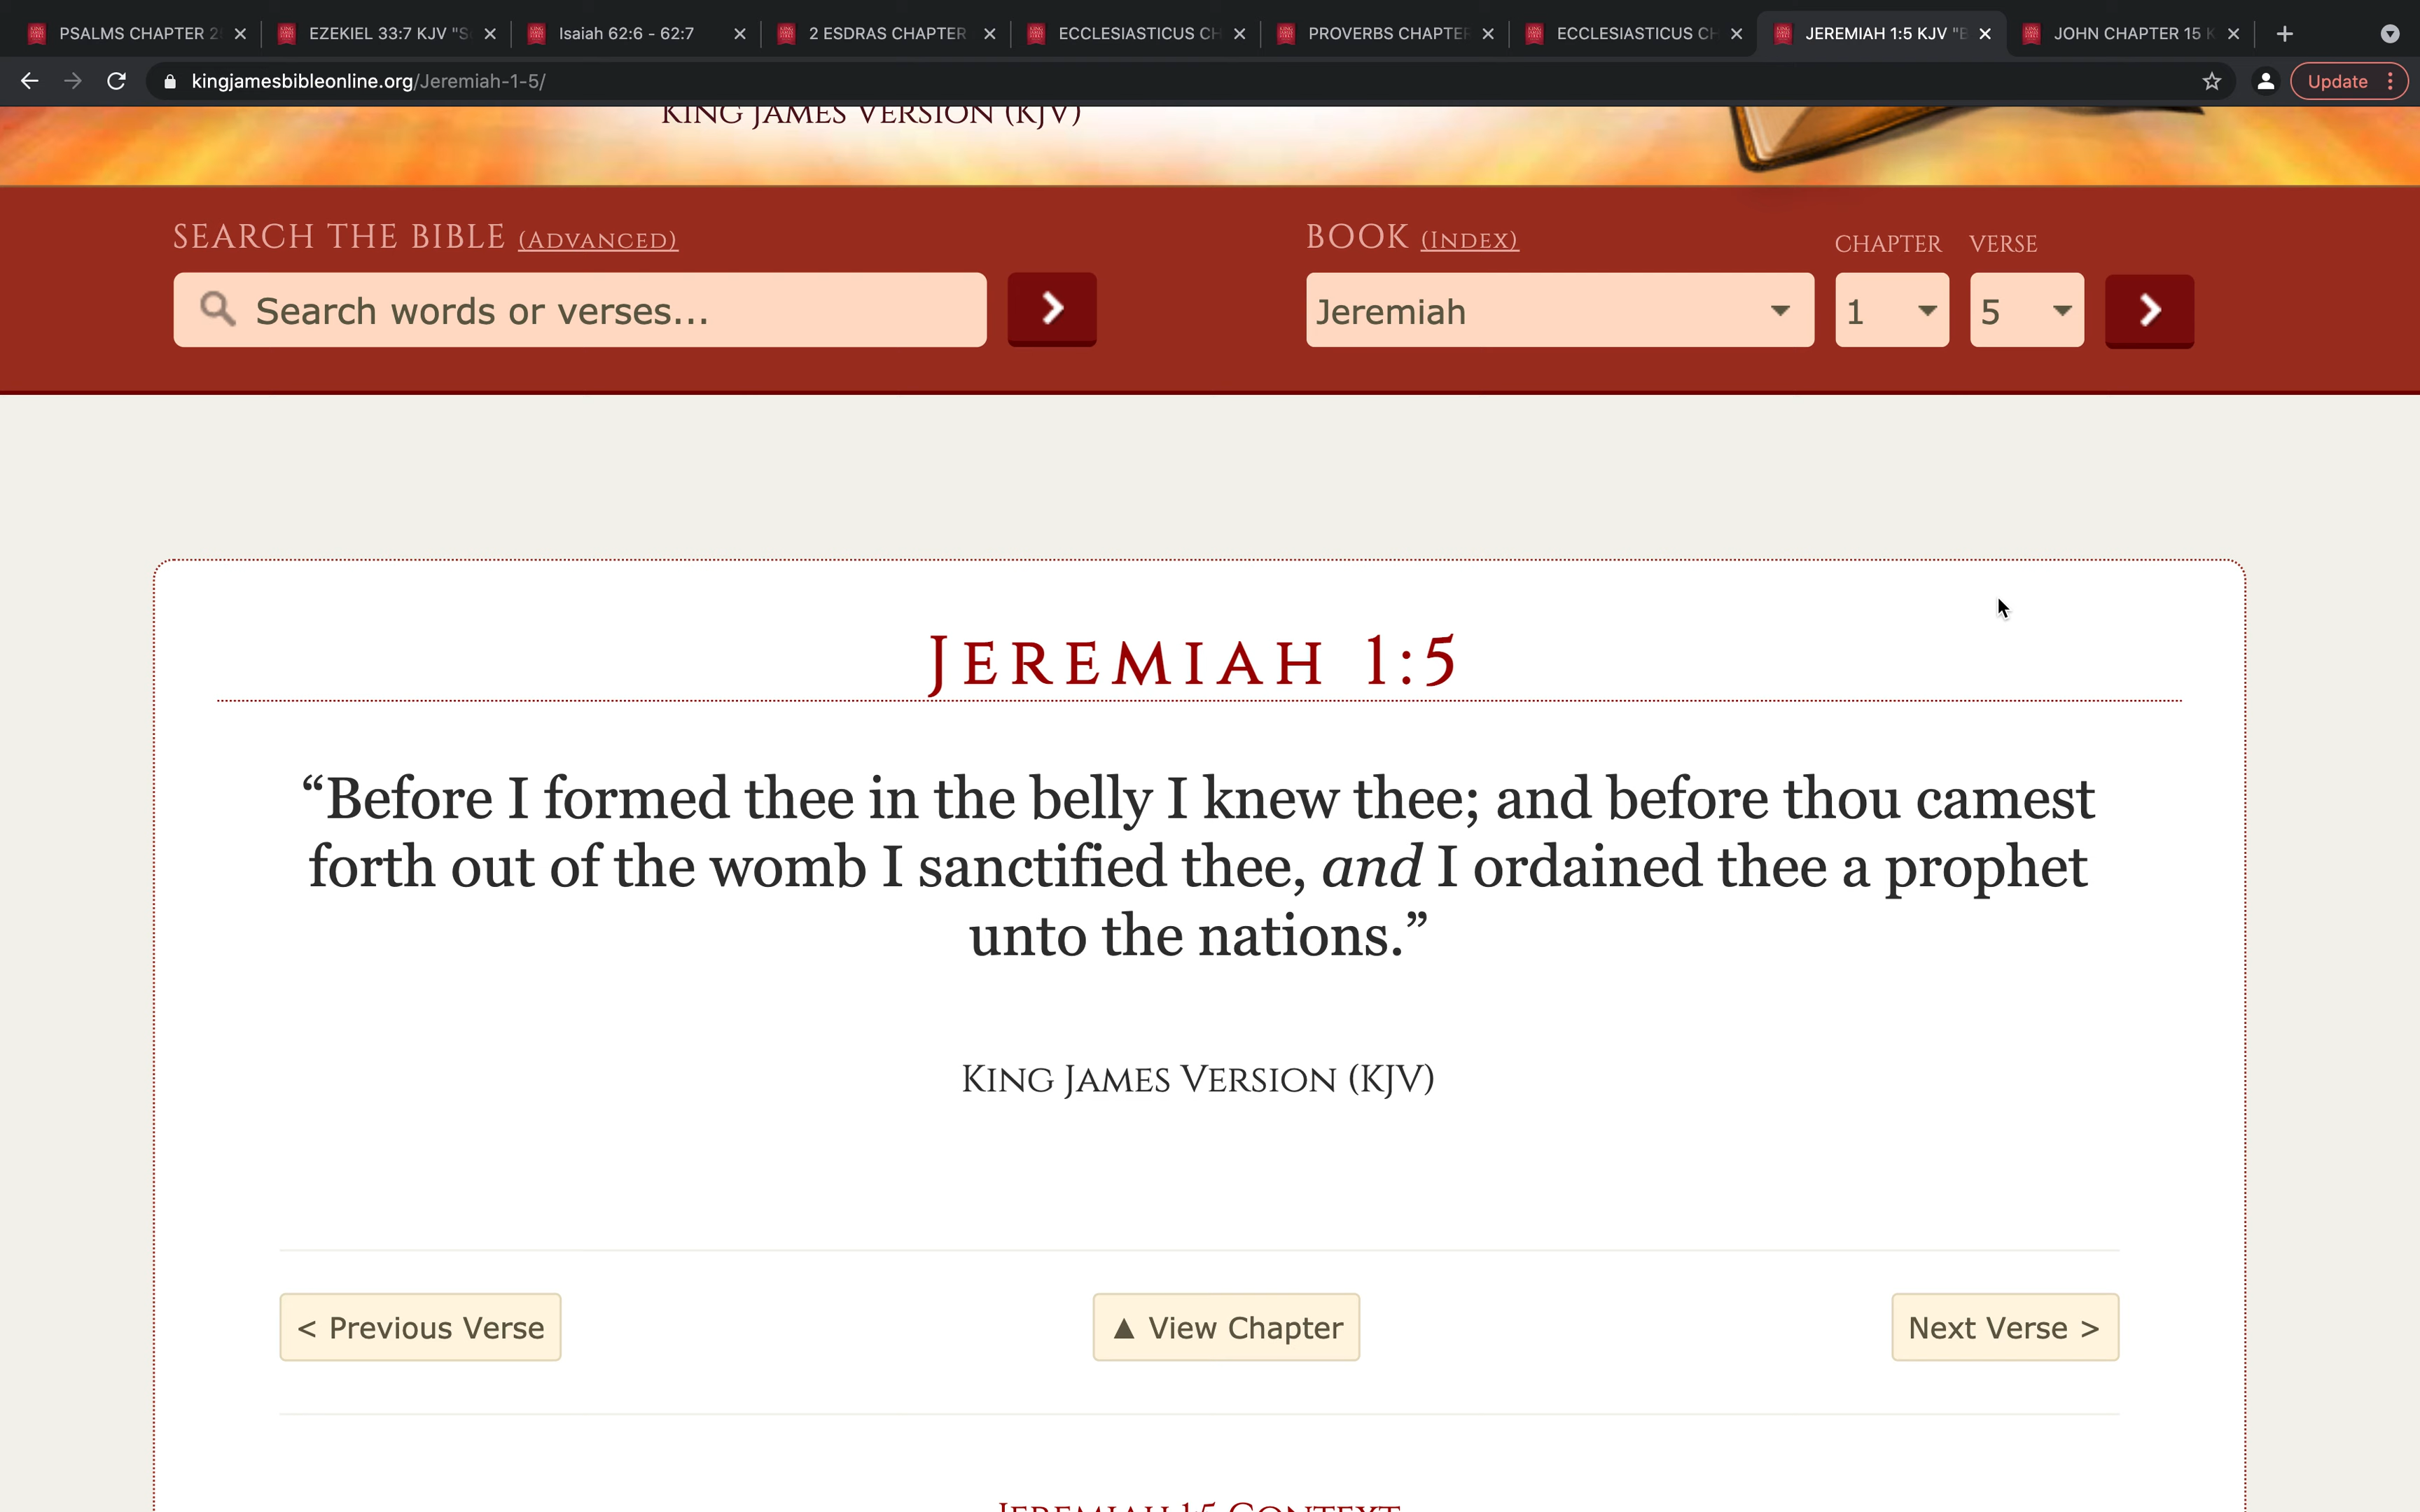 PSALMS CHAPTER 2
EZEKIEL 33:7 KJV "S
Isaiah 62:6 - 62:7
2 ESDRAS CHAPTER
ECCLESIASTICUS CH
PROVERBS CHAPTER
ECCLESIASTICUS CH
JEREMIAH 1:5 KJV "B
JOHN CHAPTER 15 K
kingjamesbibleonline.org/Jeremiah-1-5/
Update
KING JAMES VERSION (KJV)
SEARCH THE BIBLE (ADVANCED)
BOOK (INDEX)
CHAPTER VERSE
Search words or verses...
Jeremiah
1
5
JEREMIAH 1:5
“Before I formed thee in the belly I knew thee; and before thou camest
forth out of the womb I sanctified thee, and I ordained thee a prophet
unto the nations.”
KING JAMES VERSION (KJV)
< Previous Verse
▲ View Chapter
Next Verse >
JEREMIAH 1:5 CONTEXT